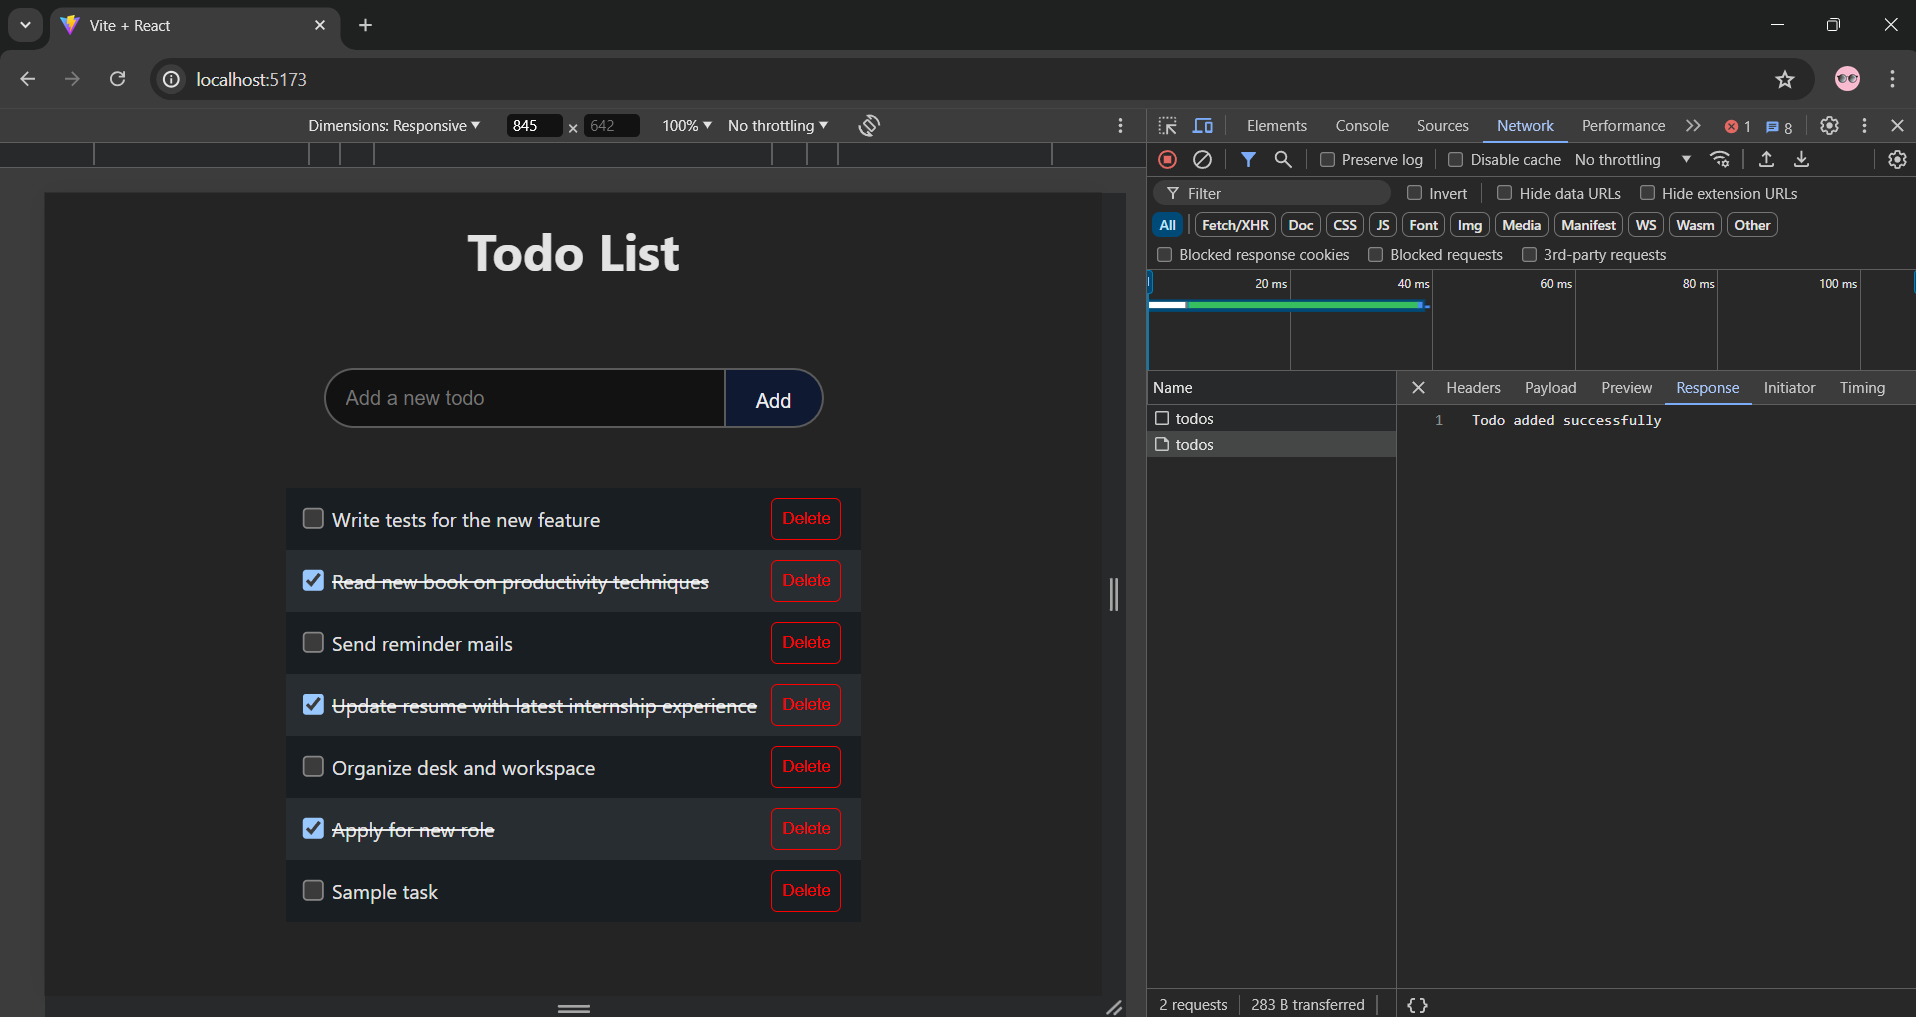 Vite + React
localhost:5173
Dimensions: Responsive 845 × 642 100% No throttling
Elements Console Sources Network Performance 1 8
Preserve log Disable cache No throttling
Filter Invert Hide data URLs Hide extension URLs
All Fetch/XHR Doc CSS JS Font Img Media Manifest WS Wasm Other
Blocked response cookies Blocked requests 3rd-party requests
20 ms 40 ms 60 ms 80 ms 100 ms
Name Headers Payload Preview Response Initiator Timing
todos
todos
1 Todo added successfully
2 requests 283 B transferred {}
Todo List
Add a new todo Add
Write tests for the new feature Delete
Read new book on productivity techniques Delete
Send reminder mails Delete
Update resume with latest internship experience Delete
Organize desk and workspace Delete
Apply for new role Delete
Sample task Delete